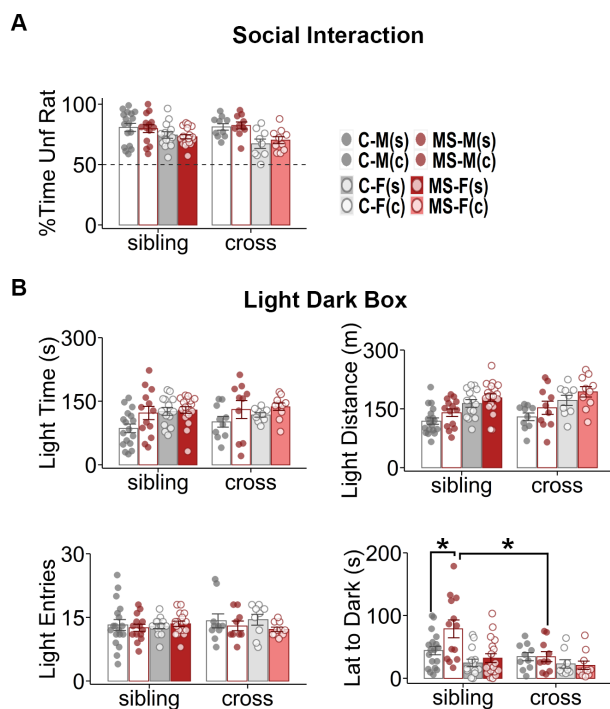 A
Social Interaction
%Time Unf Rat
100
50
0
sibling
cross
C-M(s)
MS-M(s)
C-M(c)
MS-M(c)
C-F(s)
MS-F(s)
C-F(c)
MS-F(c)
B
Light Dark Box
Light Time (s)
300
150
0
sibling
cross
Light Distance (m)
300
150
0
sibling
cross
Light Entries
30
15
0
sibling
cross
Lat to Dark (s)
200
100
0
*
*
sibling
cross